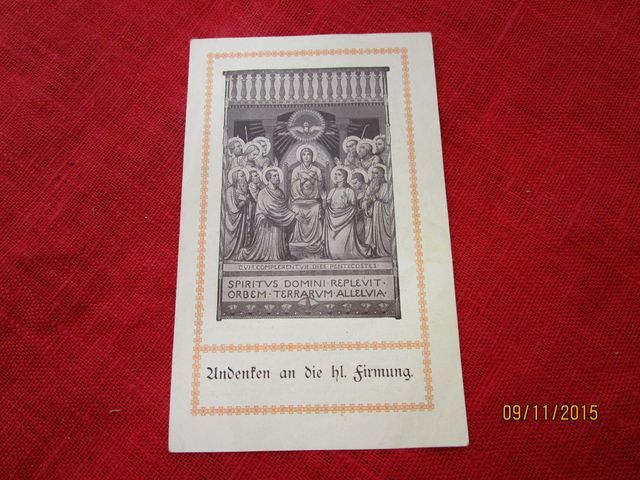 CVM COMPLERENTVR DIES PENTECOSTES
SPIRITVS DOMINI · REPLEVIT ·
ORBEM · TERRARVM · ALLELVIA ·
Andenken an die hl. Firmung.
09/11/2015